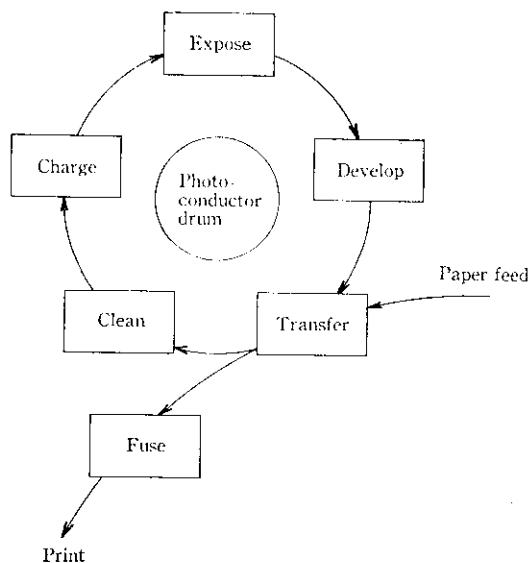 Expose
Charge
Develop
Photo-
conductor
drum
Paper feed
Clean
Transfer
Fuse
Print